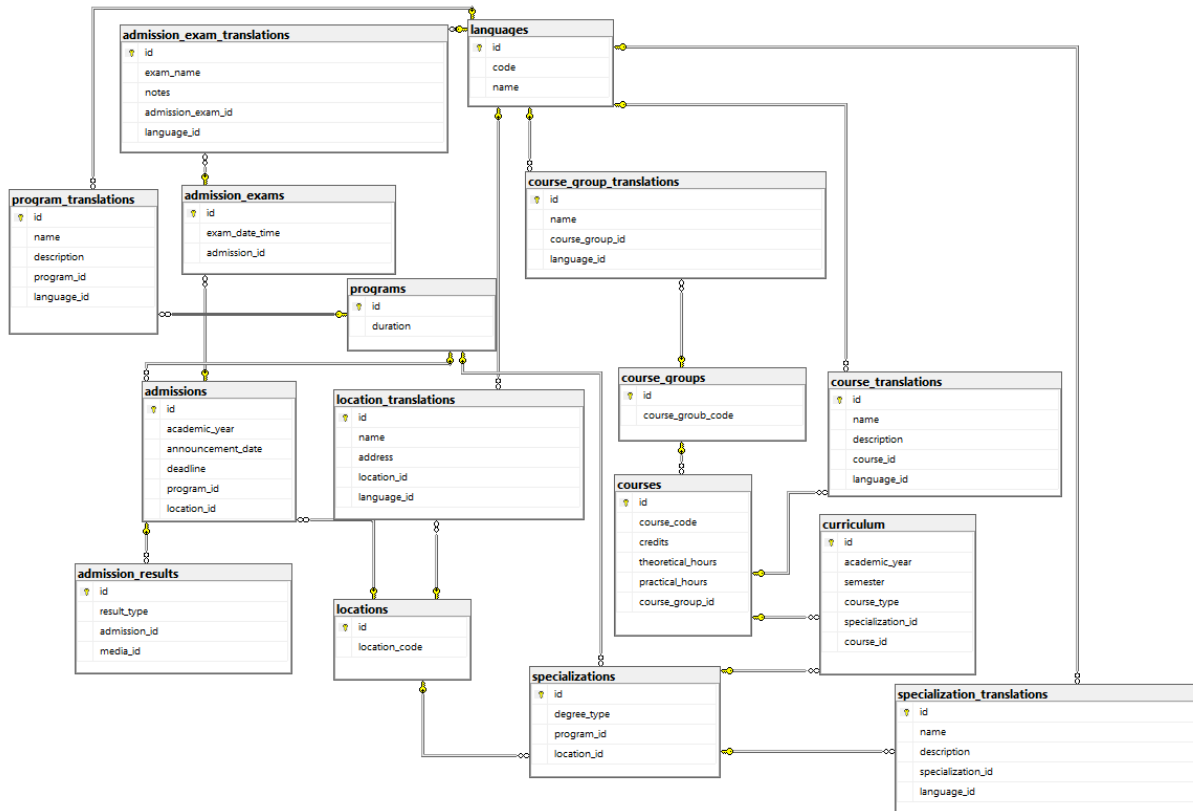 admission_exam_translations
id
exam_name
notes
admission_exam_id
language_id
languages
id
code
name
program_translations
id
name
description
program_id
language_id
admission_exams
id
exam_date_time
admission_id
course_group_translations
id
name
course_group_id
language_id
programs
id
duration
admissions
id
academic_year
announcement_date
deadline
program_id
location_id
location_translations
id
name
address
location_id
language_id
course_groups
id
course_groub_code
course_translations
id
name
description
course_id
language_id
courses
id
course_code
credits
theoretical_hours
practical_hours
course_group_id
curriculum
id
academic_year
semester
course_type
specialization_id
course_id
admission_results
id
result_type
admission_id
media_id
locations
id
location_code
specializations
id
degree_type
program_id
location_id
specialization_translations
id
name
description
specialization_id
language_id